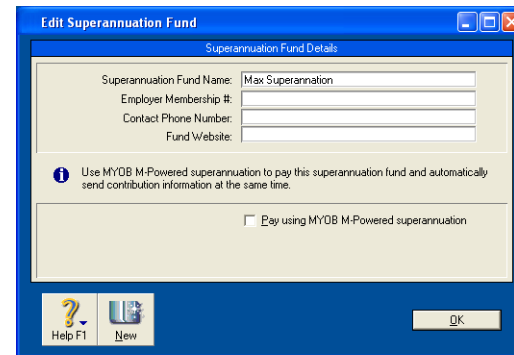 Edit Superannuation Fund
Superannuation Fund Details
Superannuation Fund Name: Max Superannation
Employer Membership #:
Contact Phone Number:
Fund Website:
Use MYOB M-Powered superannuation to pay this superannuation fund and automatically
send contribution information at the same time.
Pay using MYOB M-Powered superannuation
Help F1 New OK